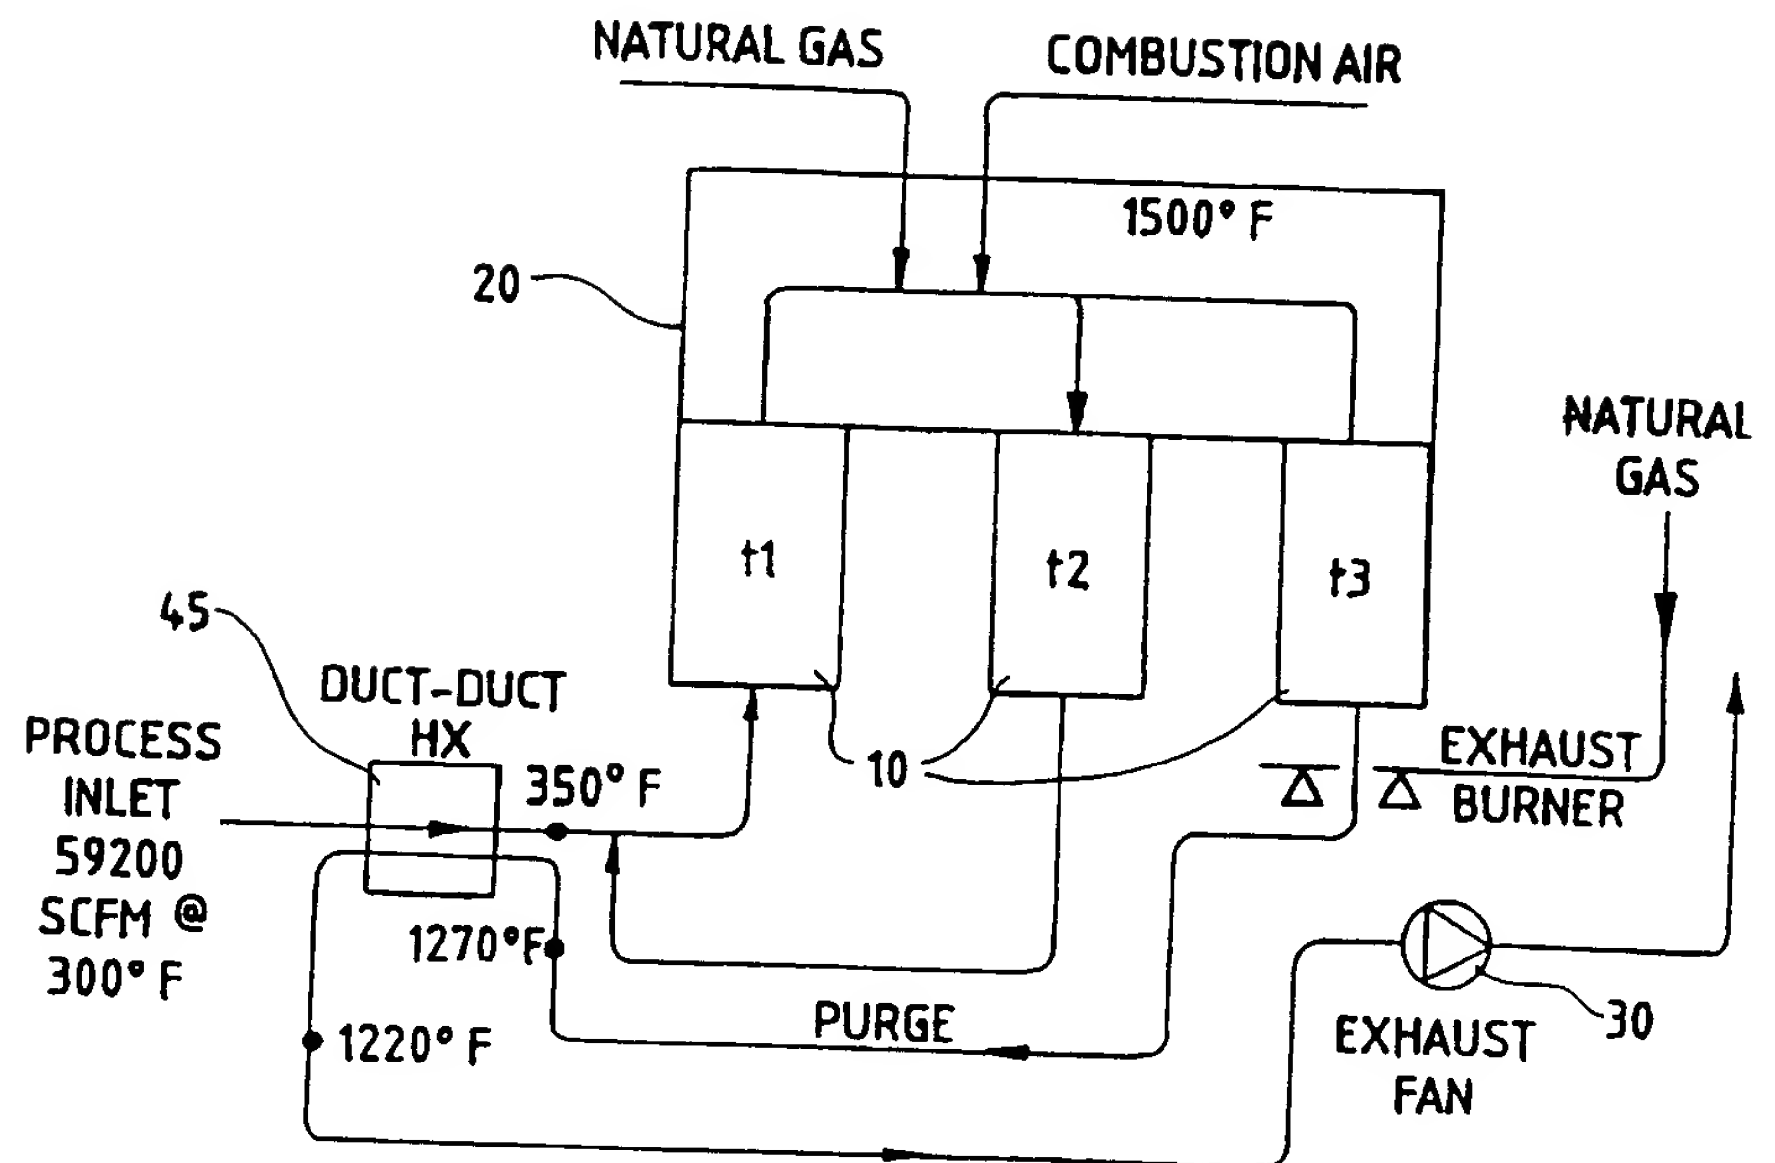 NATURAL GAS
COMBUSTION AIR
1500° F
20
NATURAL
GAS
t1
t2
t3
45
DUCT-DUCT
HX
PROCESS
INLET
59200
SCFM @
300° F
350° F
10
EXHAUST
BURNER
1270°F
PURGE
1220° F
30
EXHAUST
FAN